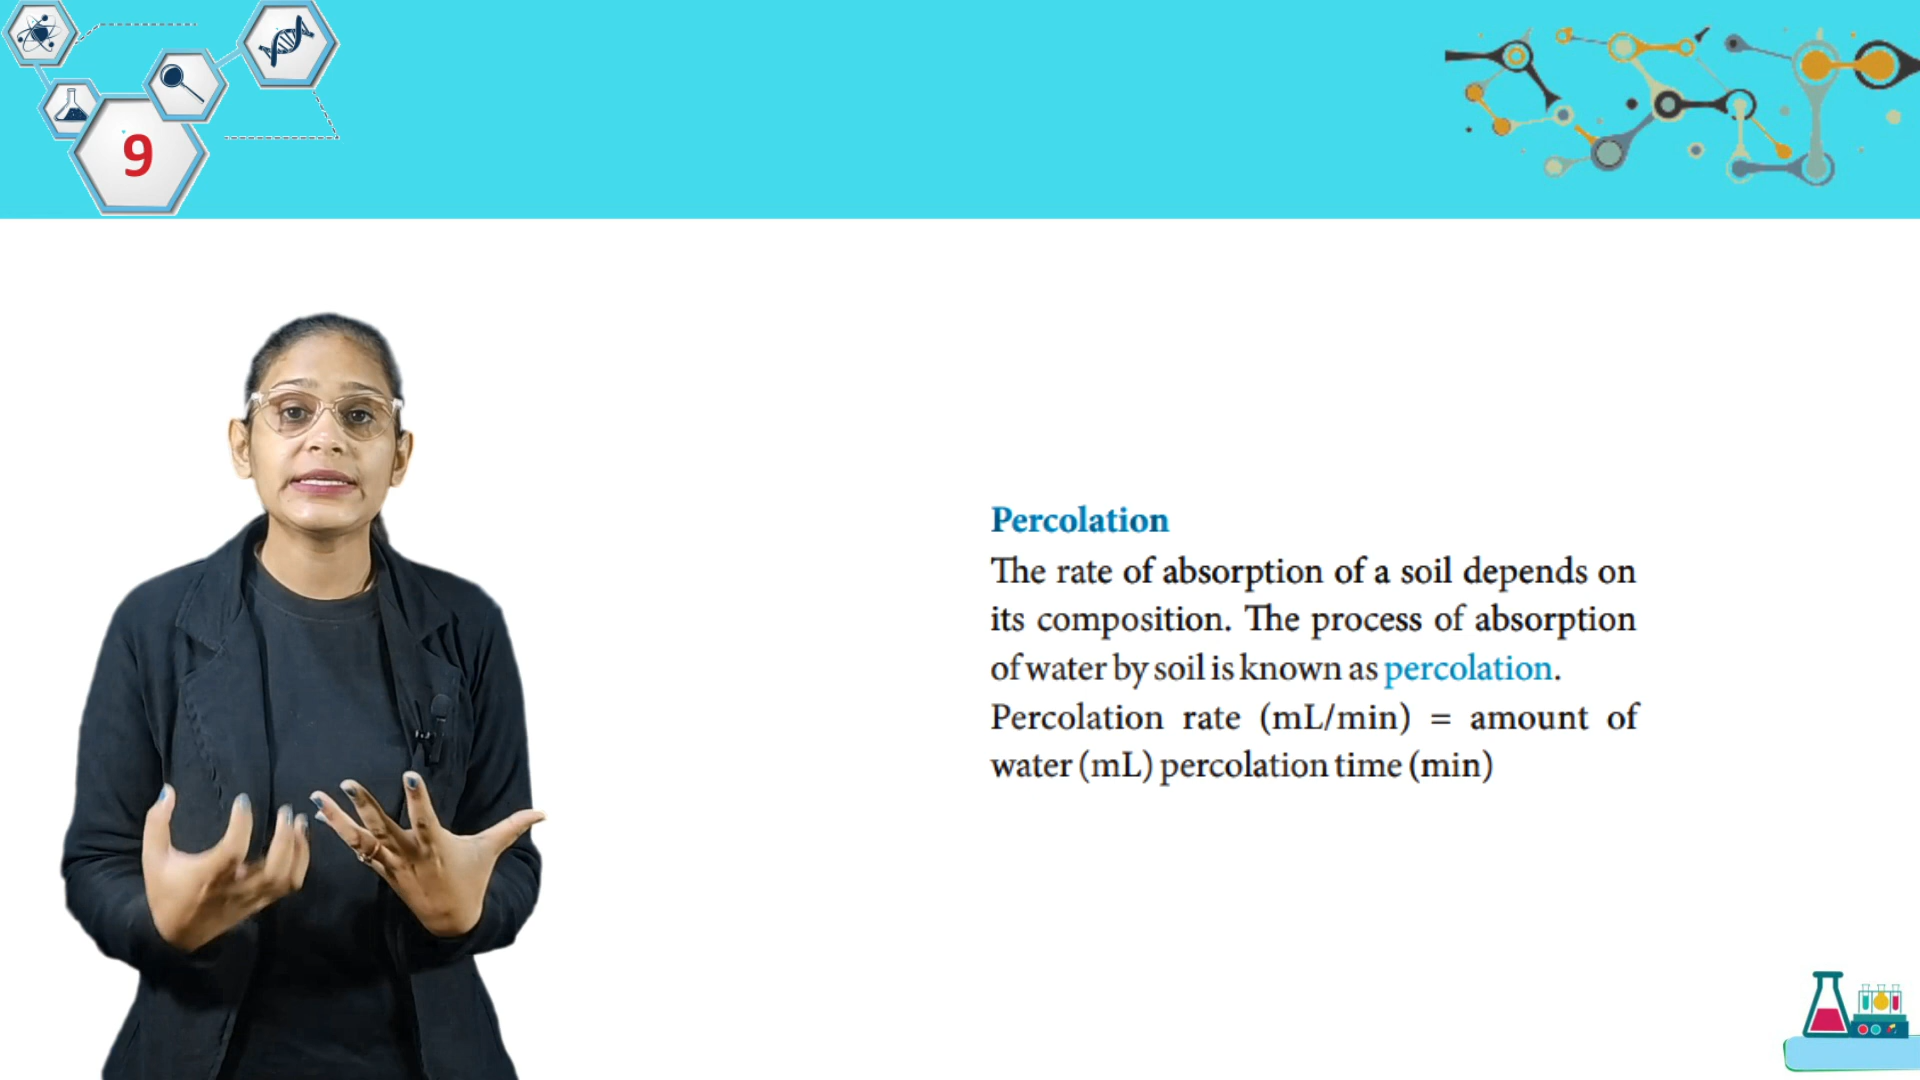 9
Percolation
The rate of absorption of a soil depends on
its composition. The process of absorption
of water by soil is known as percolation.
Percolation rate (mL/min) = amount of
water (mL) percolation time (min)